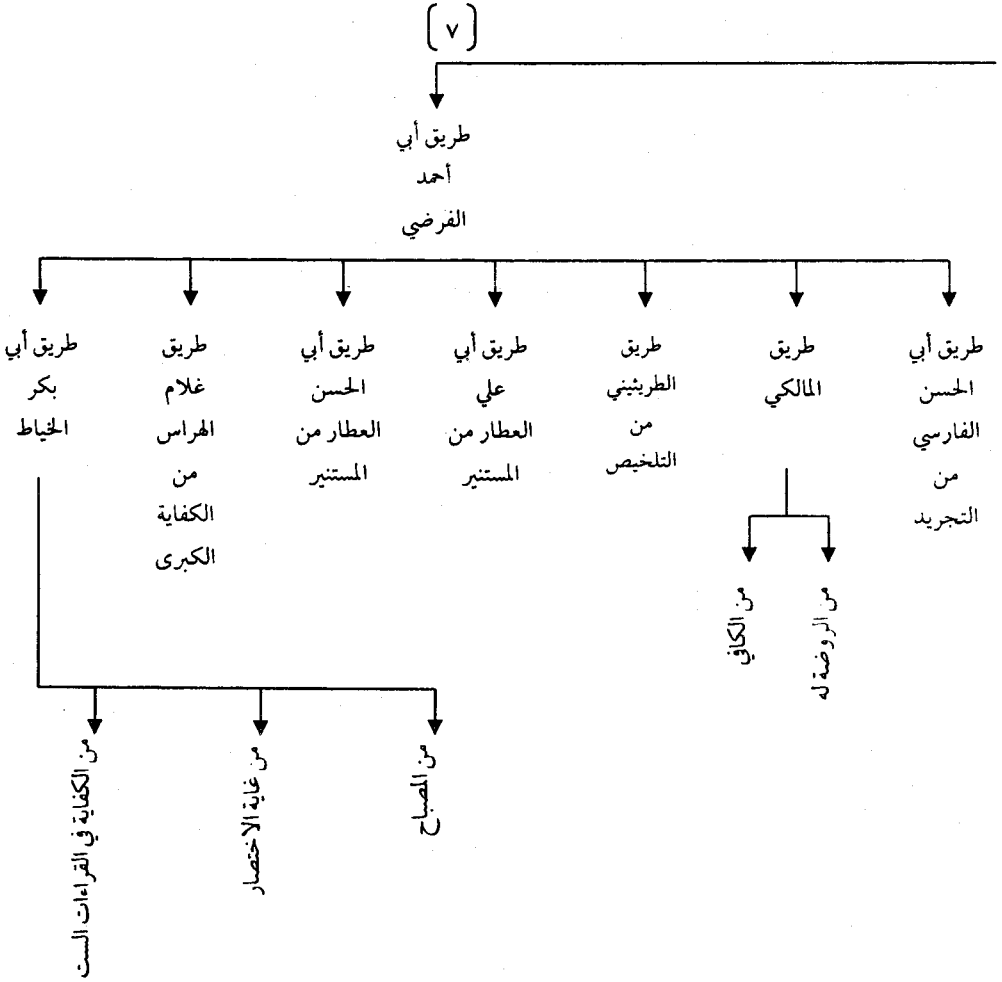 (٧)
طريق أبي
أحمد
الفرضي
طريق أبي
الحسن
الفارسي
من
التجريد
طريق
المالكي
طريق
الطريثيني
من
التلخيص
طريق أبي
علي
العطار من
المستنير
طريق أبي
الحسن
العطار من
المستنير
طريق
غلام
الهراس
من
الكفاية
الكبرى
طريق أبي
بكر
الخياط
من الروضة له
من الكافي
من المصباح
من غاية الاختصار
من الكفاية في القراءات الست